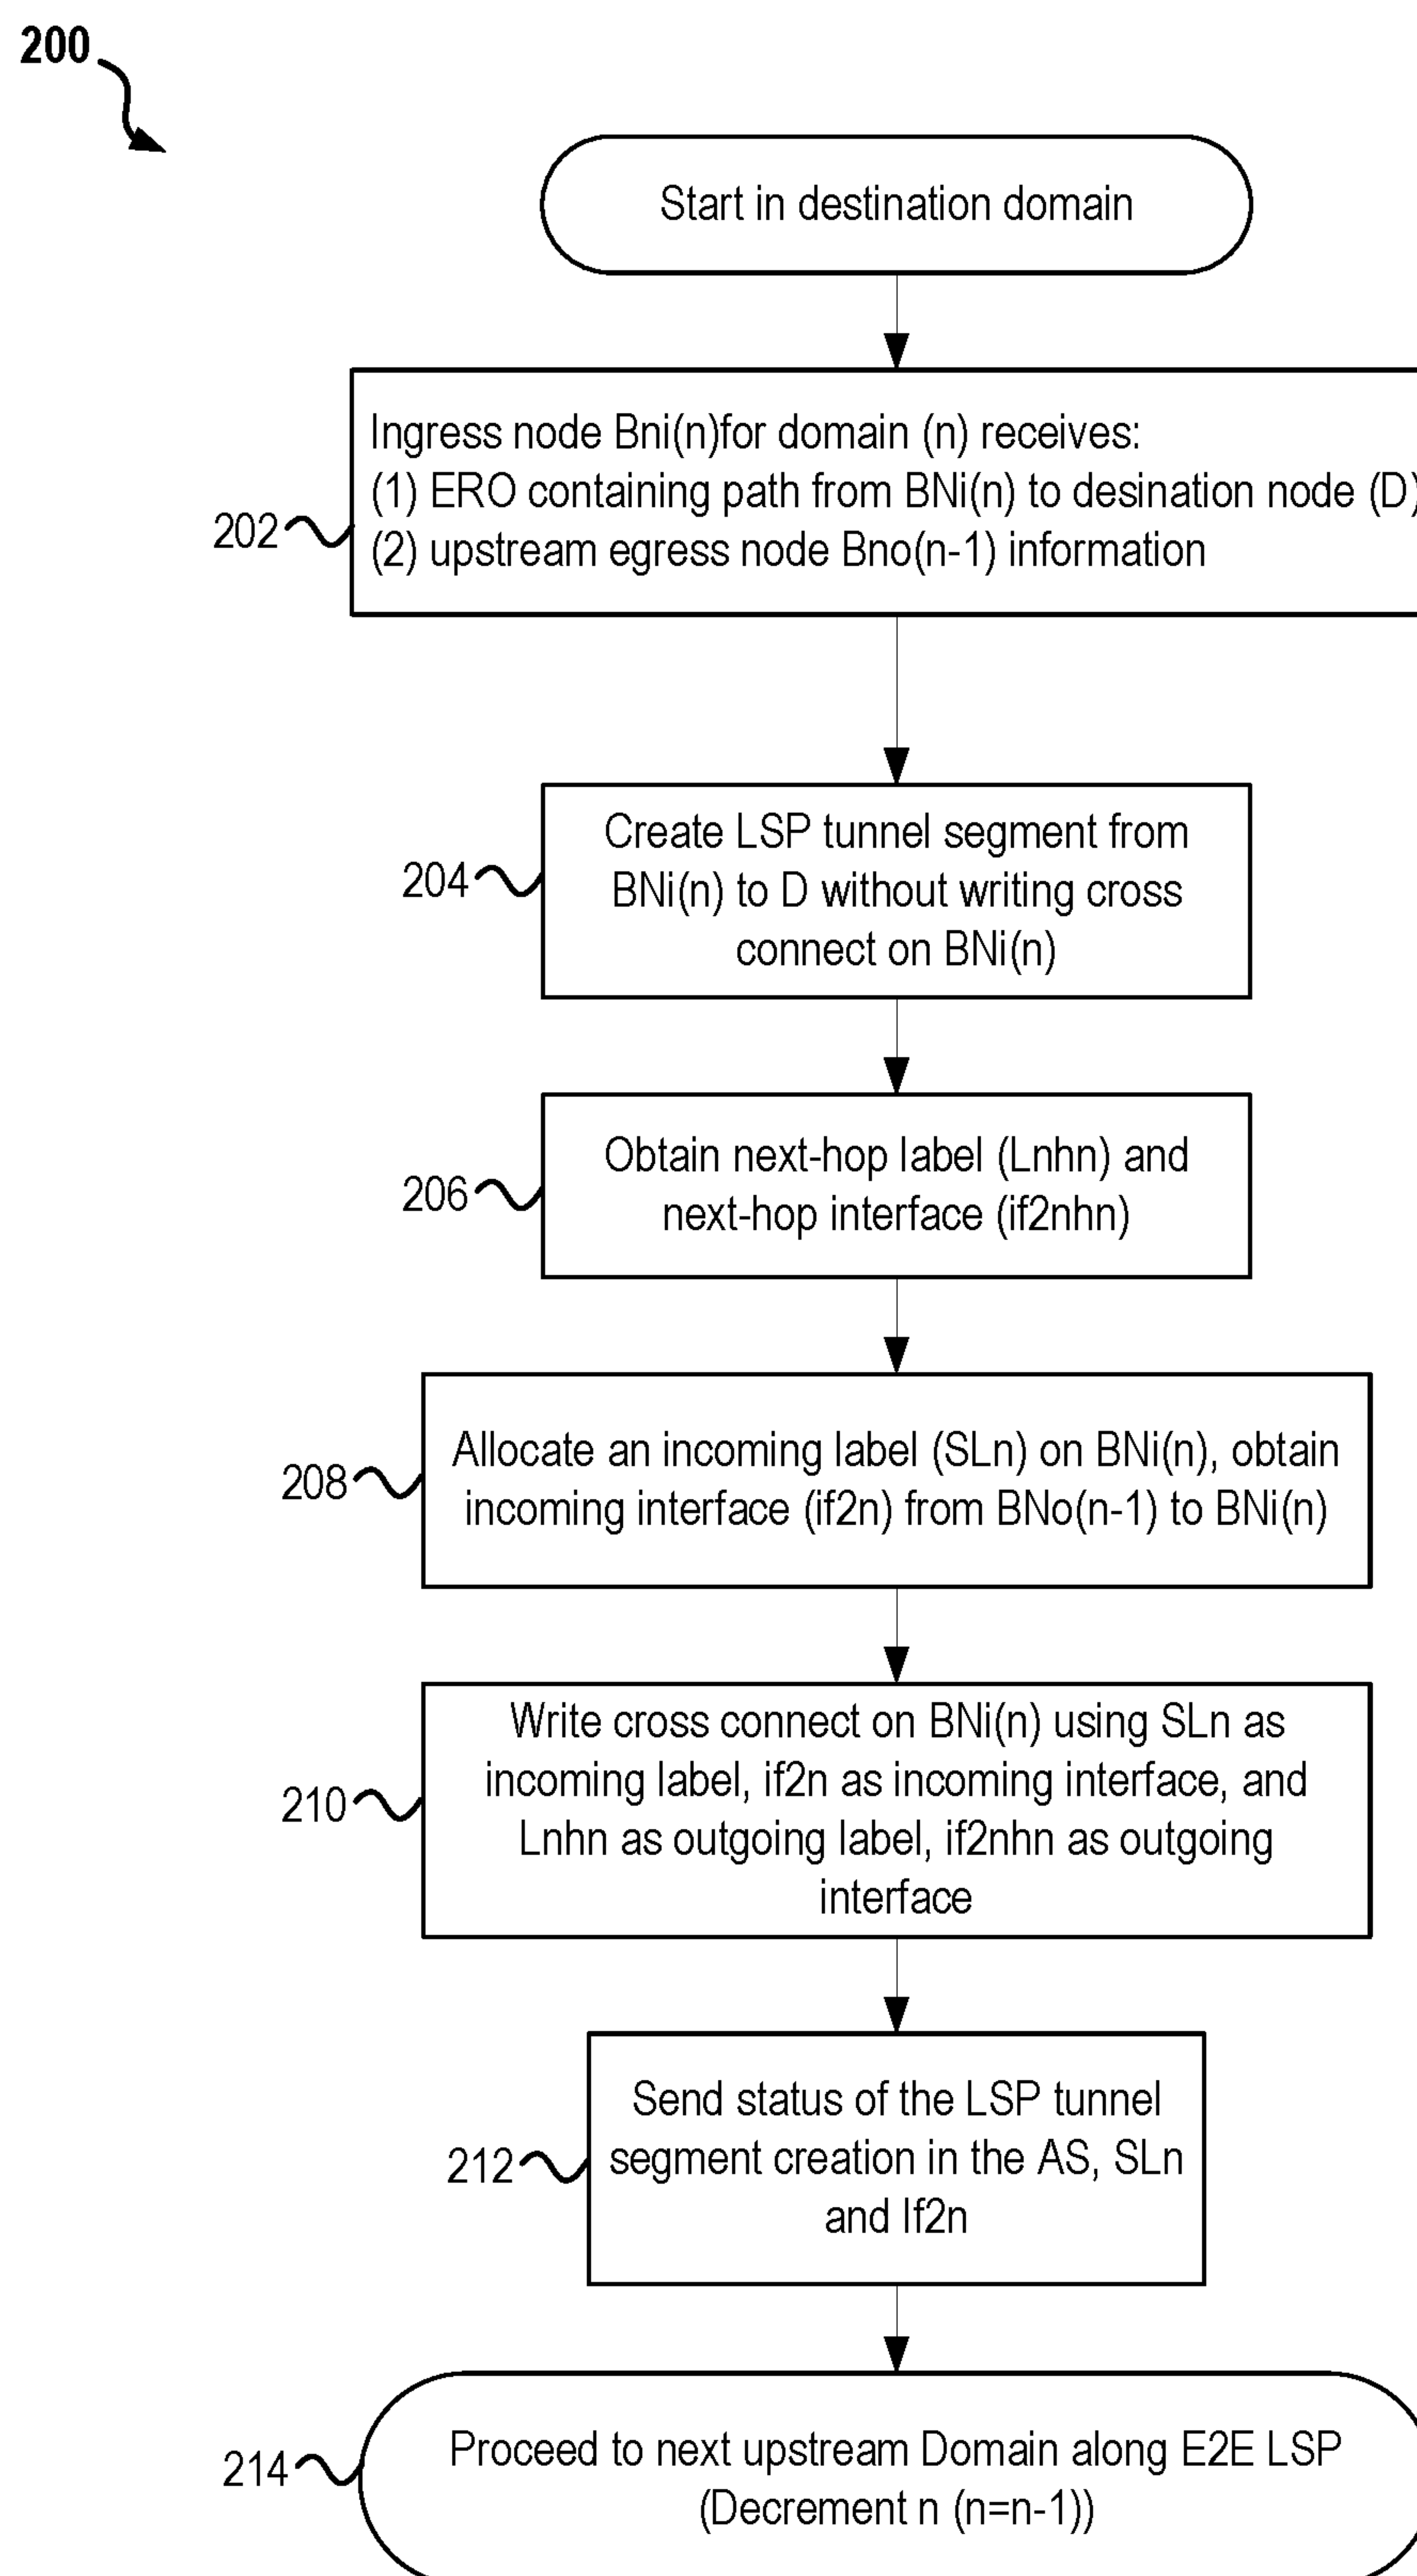 200
Start in destination domain
Ingress node Bni(n)for domain (n) receives:
(1) ERO containing path from BNi(n) to desination node (D)
(2) upstream egress node Bno(n-1) information
202
Create LSP tunnel segment from
BNi(n) to D without writing cross
connect on BNi(n)
204
Obtain next-hop label (Lnhn) and
next-hop interface (if2nhn)
206
Allocate an incoming label (SLn) on BNi(n), obtain
incoming interface (if2n) from BNo(n-1) to BNi(n)
208
Write cross connect on BNi(n) using SLn as
incoming label, if2n as incoming interface, and
Lnhn as outgoing label, if2nhn as outgoing
interface
210
Send status of the LSP tunnel
segment creation in the AS, SLn
and If2n
212
Proceed to next upstream Domain along E2E LSP
(Decrement n (n=n-1))
214